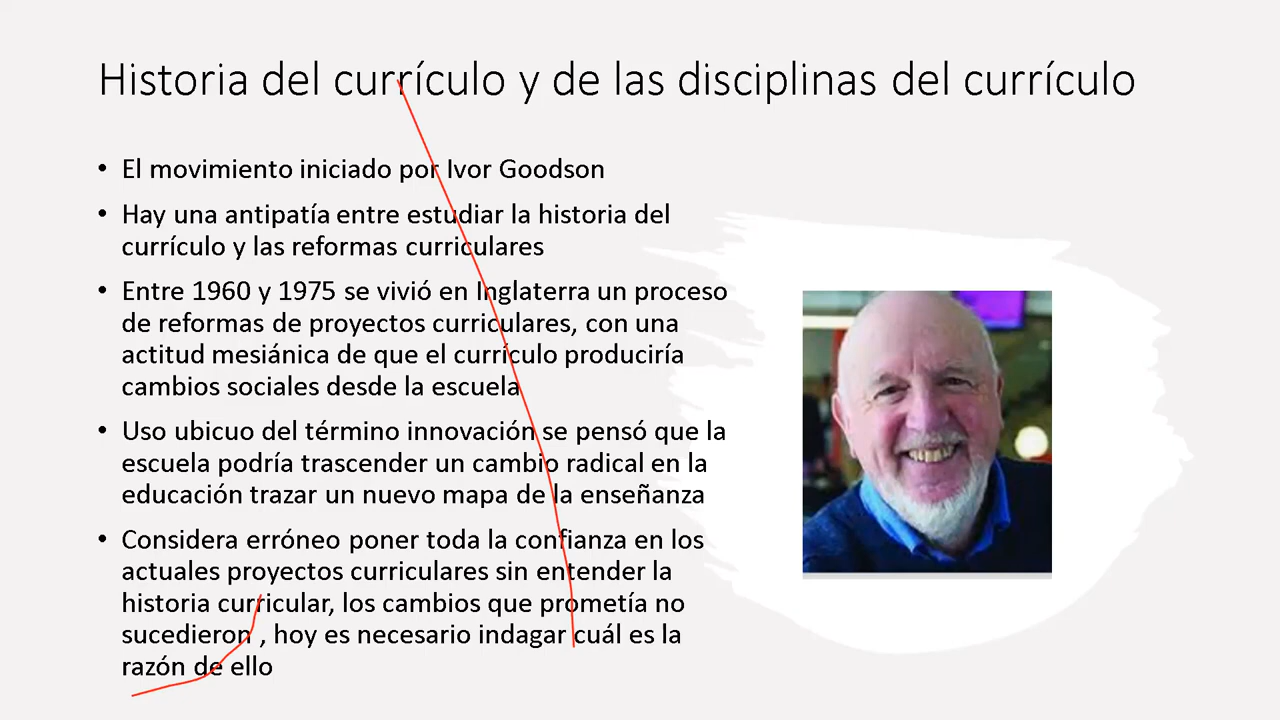 Historia del currículo y de las disciplinas del currículo
• El movimiento iniciado por Ivor Goodson
• Hay una antipatía entre estudiar la historia del
currículo y las reformas curriculares
• Entre 1960 y 1975 se vivió en Inglaterra un proceso
de reformas de proyectos curriculares, con una
actitud mesiánica de que el currículo produciría
cambios sociales desde la escuela
• Uso ubicuo del término innovación se pensó que la
escuela podría trascender un cambio radical en la
educación trazar un nuevo mapa de la enseñanza
• Considera erróneo poner toda la confianza en los
actuales proyectos curriculares sin entender la
historia curricular, los cambios que prometía no
sucedieron , hoy es necesario indagar cuál es la
razón de ello